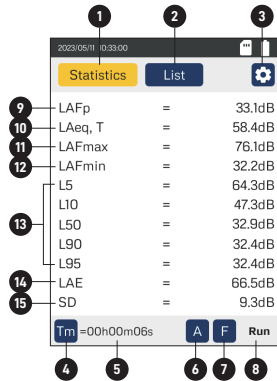 1 2 3
2023/05/11 10:33:00
Statistics List
9 LAFp = 33.1dB
10 LAeq, T = 58.4dB
11 LAFmax = 76.1dB
12 LAFmin = 32.2dB
L5 = 64.3dB
L10 = 47.3dB
13 L50 = 32.9dB
L90 = 32.4dB
L95 = 32.4dB
14 LAE = 66.5dB
15 SD = 9.3dB
Tm =00h00m06s A F Run
4 5 6 7 8